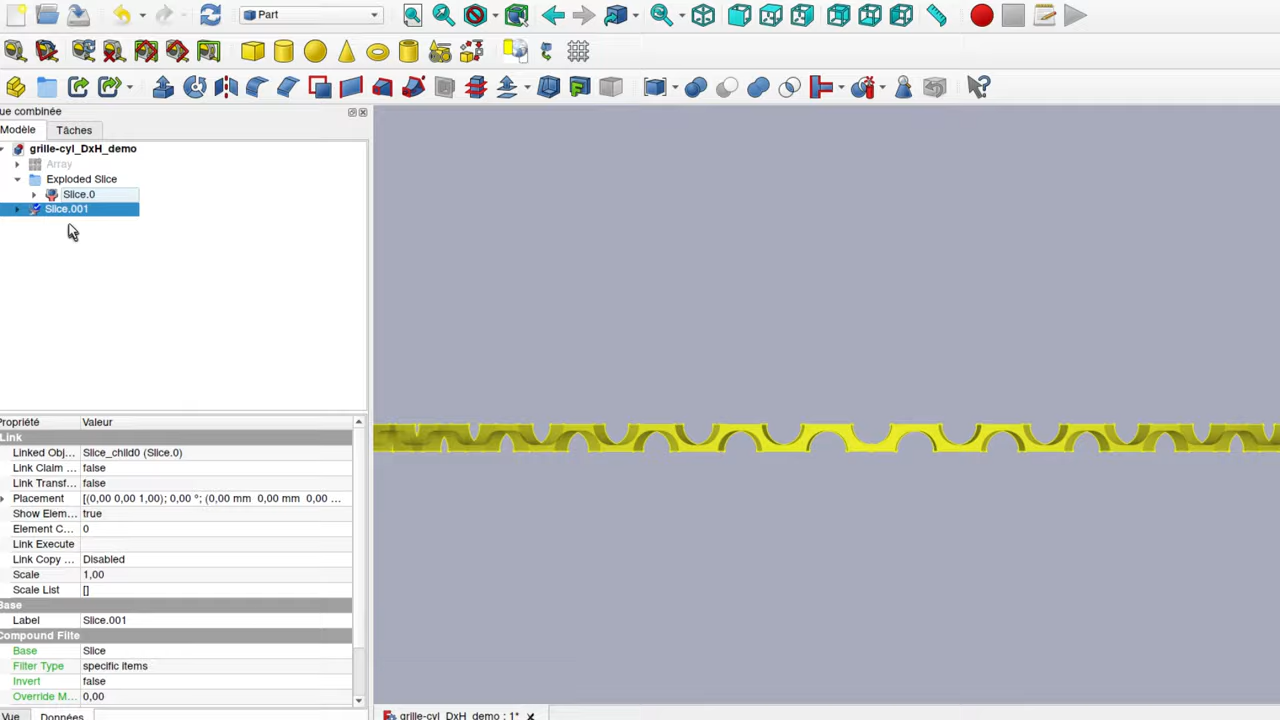 Part
ue combinée
Modèle
Tâches
grille-cyl_DxH_demo
Array
Exploded Slice
Slice.0
Slice.001
Propriété Valeur
Link
Linked Obj... Slice_child0 (Slice.0)
Link Claim ... false
Link Transf... false
Placement [(0,00 0,00 1,00); 0,00 °; (0,00 mm 0,00 mm 0,00 ...
Show Elem... true
Element C... 0
Link Execute
Link Copy ... Disabled
Scale 1,00
Scale List []
Base
Label Slice.001
Compound Filte
Base Slice
Filter Type specific items
Invert false
Override M... 0,00
Vue Données
grille-cyl_DxH_demo : 1*